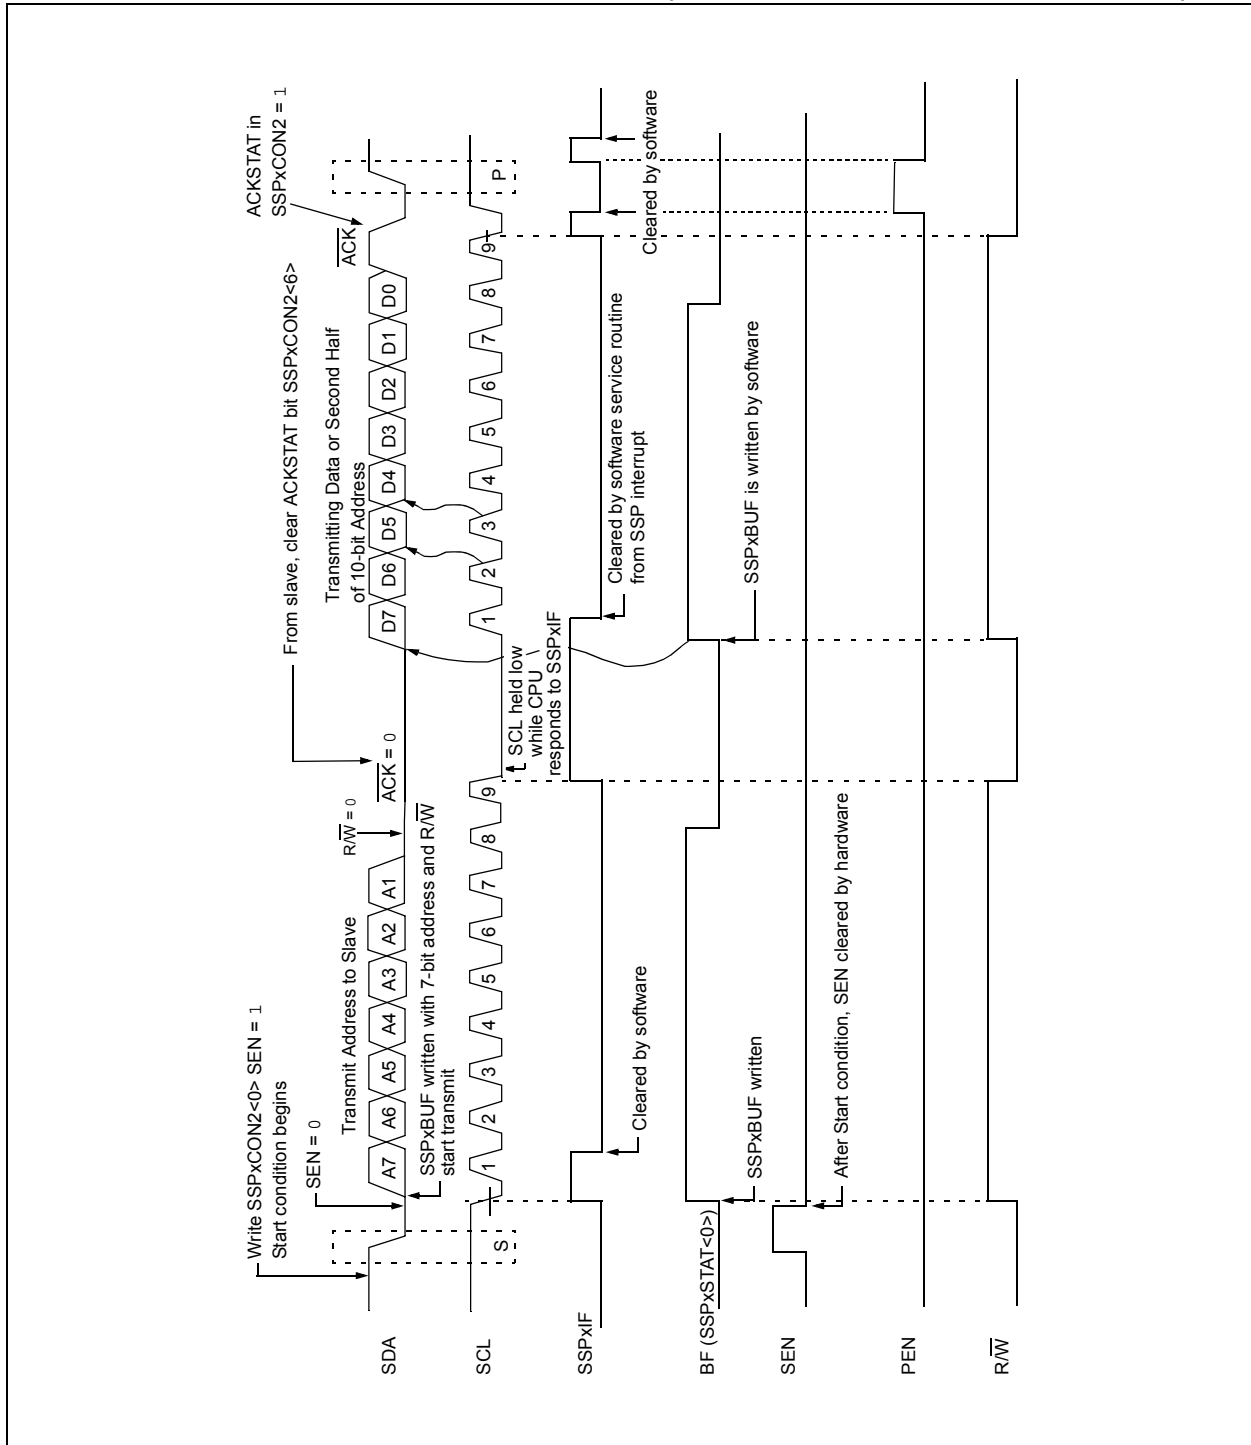 Write SSPxCON2<0> SEN = 1
Start condition begins
SEN = 0
Transmit Address to Slave
From slave, clear ACKSTAT bit SSPxCON2<6>
Transmitting Data or Second Half
of 10-bit Address
ACKSTAT in
SSPxCON2 = 1
R/W = 0
ACK = 0
ACK
SDA
A7 A6 A5 A4 A3 A2 A1
D7 D6 D5 D4 D3 D2 D1 D0
SSPxBUF written with 7-bit address and R/W
start transmit
SCL
S
1 2 3 4 5 6 7 8 9
1 2 3 4 5 6 7 8 9
P
SCL held low
while CPU
responds to SSPxIF
SSPxIF
Cleared by software
Cleared by software service routine
from SSP interrupt
Cleared by software
Cleared by software
BF (SSPxSTAT<0>)
SSPxBUF written
SSPxBUF is written by software
SEN
After Start condition, SEN cleared by hardware
PEN
R/W